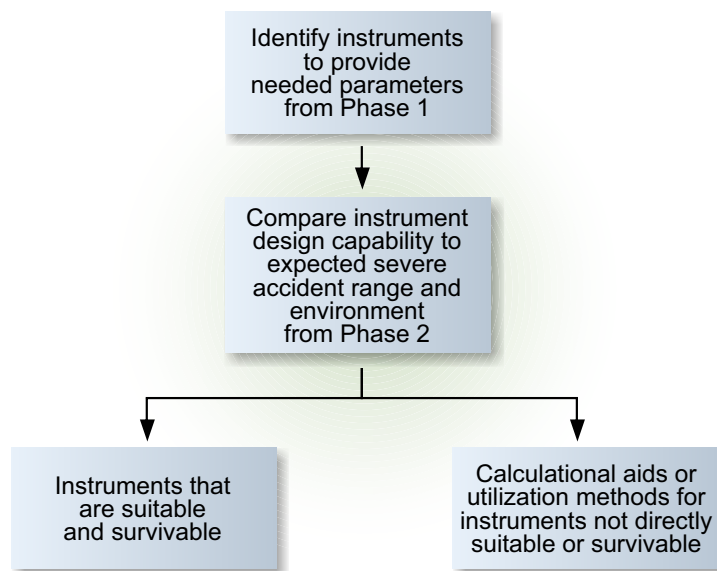 Identify instruments
to provide
needed parameters
from Phase 1
Compare instrument
design capability to
expected severe
accident range and
environment
from Phase 2
Instruments that
are suitable
and survivable
Calculational aids or
utilization methods for
instruments not directly
suitable or survivable